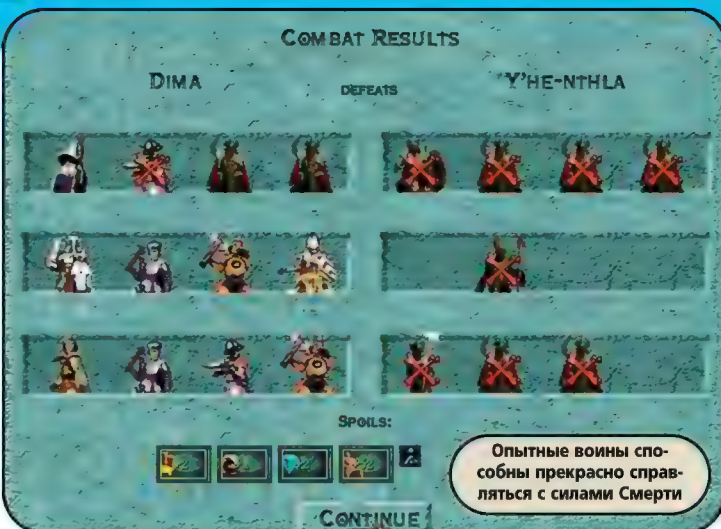 COMBAT RESULTS
DIMA
DEFEATS
Y'HE-NTHLA
SPOILS:
Опытные воины спо-
собны прекрасно справ-
ляться с силами Смерти
CONTINUE